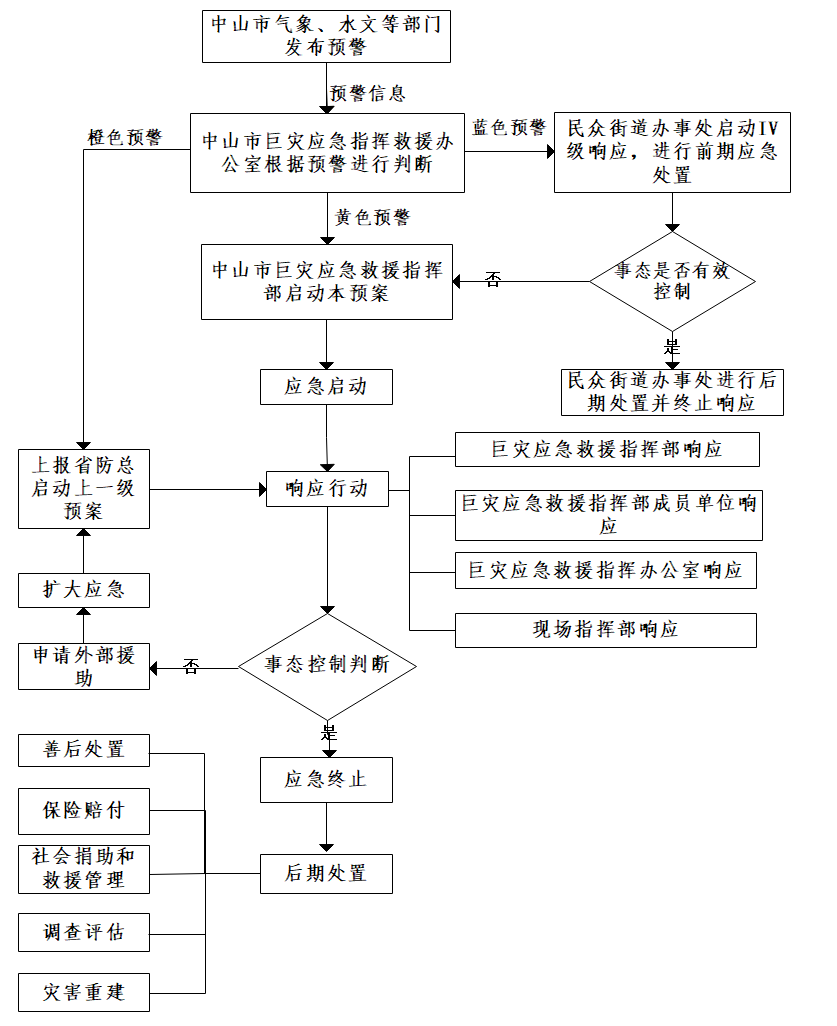 中山市气象、水文等部门
发布预警
预警信息
橙色预警
中山市巨灾应急指挥救援办
公室根据预警进行判断
蓝色预警
民众街道办事处启动IV
级响应，进行前期应急
处置
黄色预警
中山市巨灾应急救援指挥
部启动本预案
否
事态是否有效
控制
是
应急启动
民众街道办事处进行后
期处置并终止响应
上报省防总
启动上一级
预案
响应行动
巨灾应急救援指挥部响应
巨灾应急救援指挥部成员单位响
应
巨灾应急救援指挥办公室响应
现场指挥部响应
扩大应急
申请外部援
助
否
事态控制判断
是
善后处置
应急终止
保险赔付
社会捐助和
救援管理
后期处置
调查评估
灾害重建